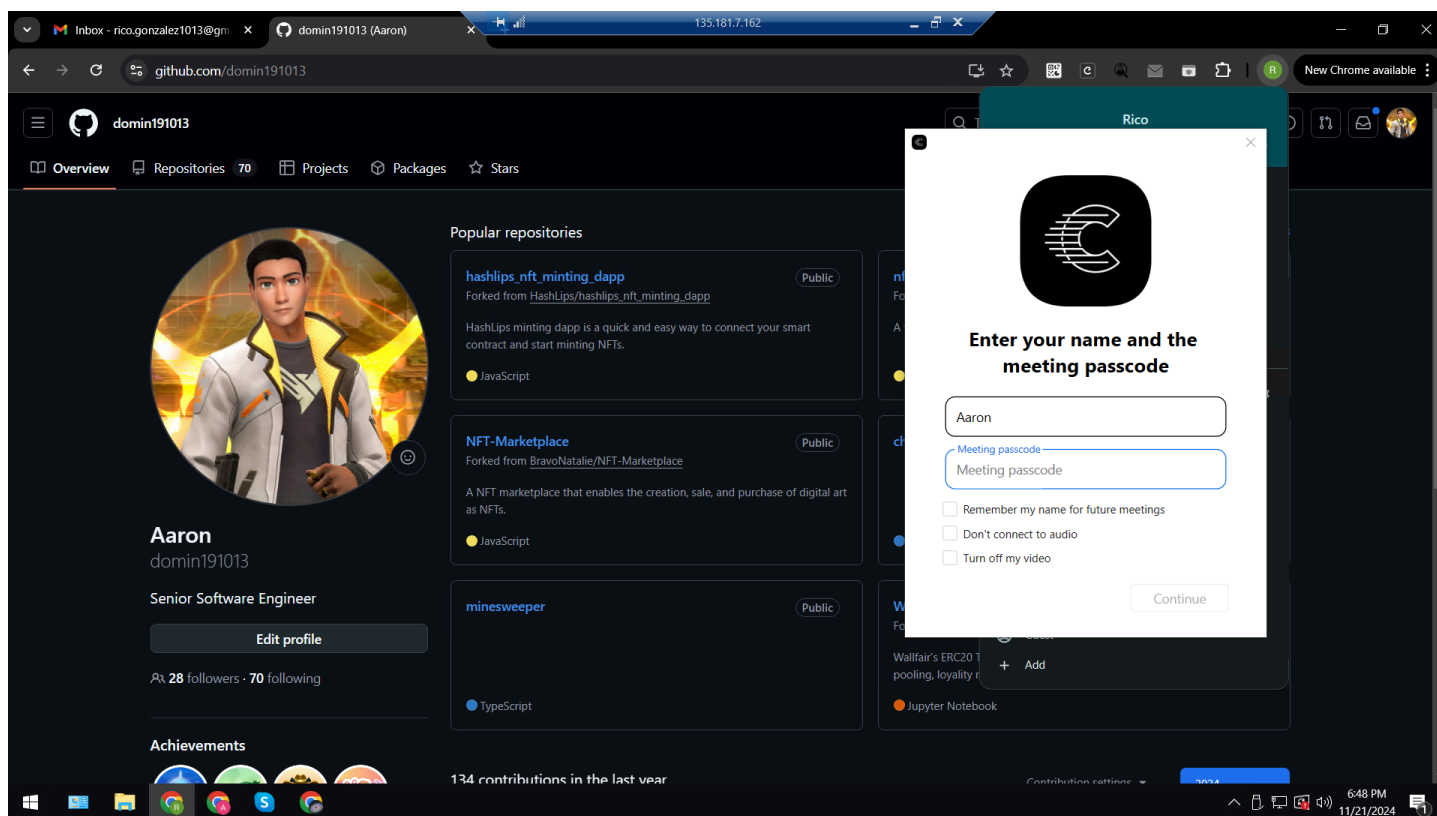 Inbox - rico.gonzalez1013@gm
domin191013 (Aaron)
135.181.7.162
github.com/domin191013
R
New Chrome available
domin191013
Rico
Overview
Repositories 70
Projects
Packages
Stars
Popular repositories
hashlips_nft_minting_dapp
Public
Forked from HashLips/hashlips_nft_minting_dapp
HashLips minting dapp is a quick and easy way to connect your smart
contract and start minting NFTs.
JavaScript
NFT-Marketplace
Public
Forked from BravoNatalie/NFT-Marketplace
A NFT marketplace that enables the creation, sale, and purchase of digital art
as NFTs.
JavaScript
minesweeper
Public
TypeScript
Wallfair's ERC20
pooling, loyality
Jupyter Notebook
Enter your name and the
meeting passcode
Aaron
Meeting passcode
Meeting passcode
Remember my name for future meetings
Don't connect to audio
Turn off my video
Continue
Add
Aaron
domin191013
Senior Software Engineer
Edit profile
28 followers · 70 following
Achievements
134 contributions in the last year
Contribution settings
2024
6:48 PM
11/21/2024
1